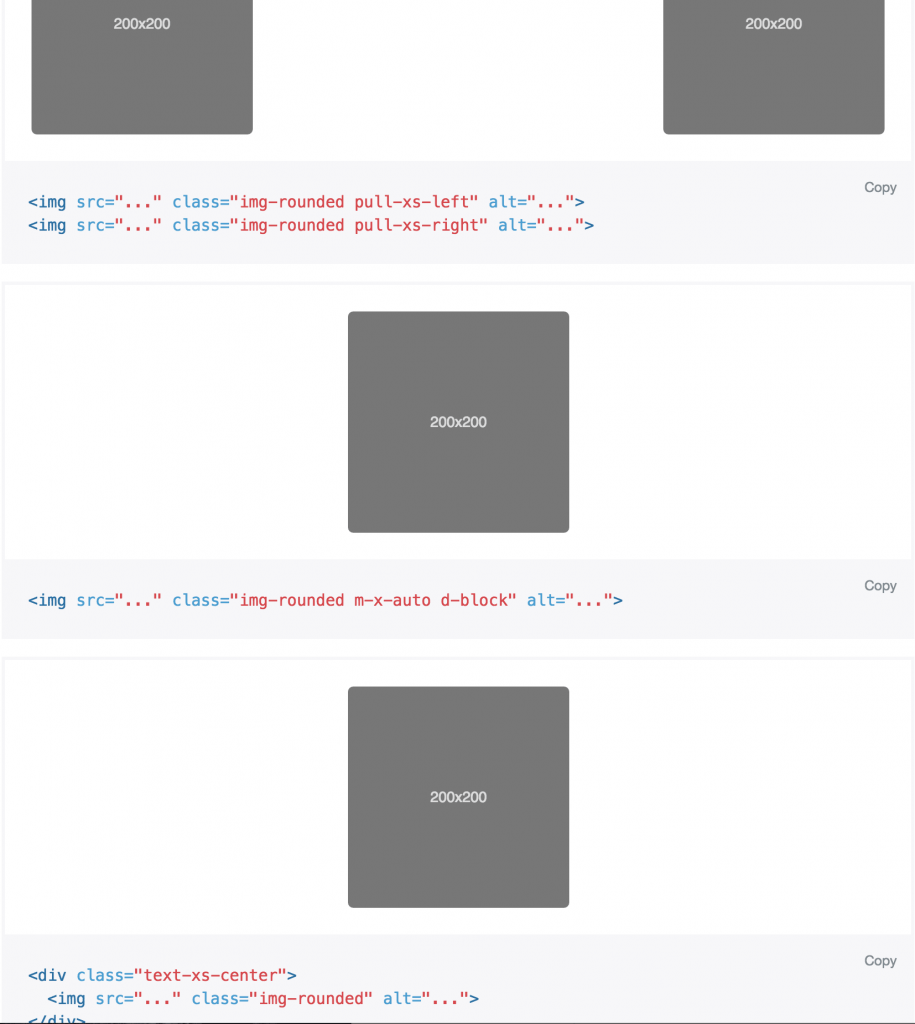 200x200 200x200
Copy
<img src="..." class="img-rounded pull-xs-left" alt="...">
<img src="..." class="img-rounded pull-xs-right" alt="...">
200x200
Copy
<img src="..." class="img-rounded m-x-auto d-block" alt="...">
200x200
Copy
<div class="text-xs-center">
  <img src="..." class="img-rounded" alt="...">
</div>